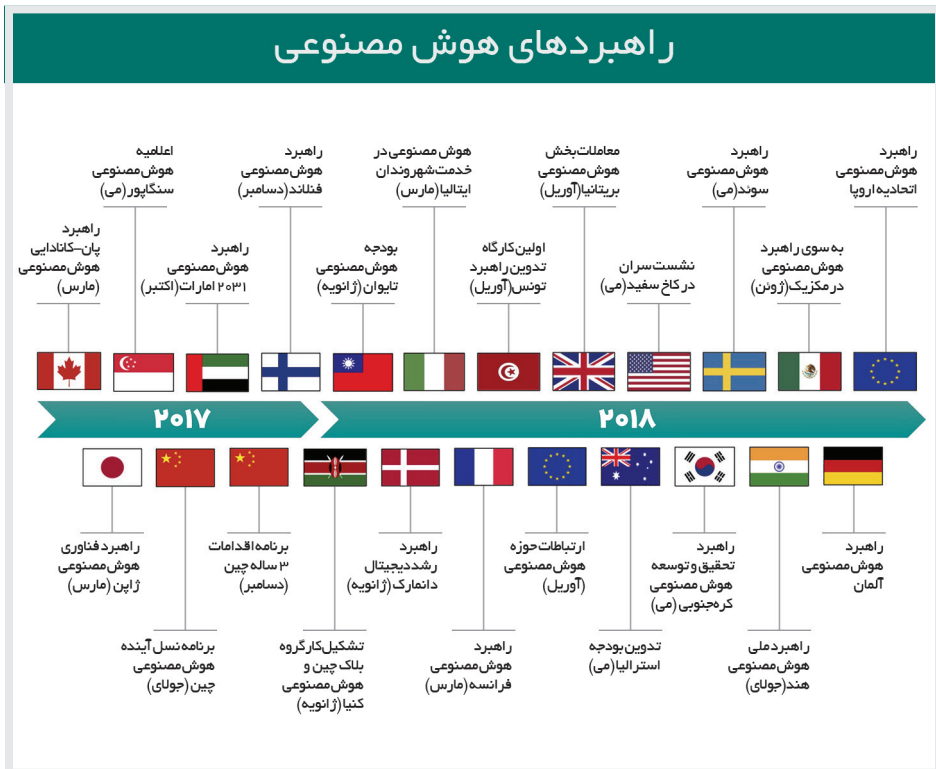 راهبردهای هوش مصنوعی
اعلامیه
هوش مصنوعی
سنگاپور(می)
راهبرد
هوش مصنوعی
فنلاند(دسامبر)
هوش مصنوعی در
خدمت شهروندان
ایتالیا(مارس)
معاملات بخش
هوش مصنوعی
بریتانیا(آوریل)
راهبرد
هوش مصنوعی
سوئد(می)
راهبرد
هوش مصنوعی
اتحادیه اروپا
راهبرد
پان-کانادایی
هوش مصنوعی
(مارس)
راهبرد
هوش مصنوعی
۲۰۳۱ امارات(اکتبر)
بودجه
هوش مصنوعی
تایوان(ژانویه)
اولین کارگاه
تدوین راهبرد
تونس(آوریل)
نشست سران
در کاخ سفید(می)
به سوی راهبرد
هوش مصنوعی
در مکزیک(ژوئن)
۲۰۱۷
۲۰۱۸
راهبرد فناوری
هوش مصنوعی
ژاپن(مارس)
برنامه اقدامات
۳ ساله چین
(دسامبر)
راهبرد
رشد دیجیتال
دانمارک(ژانویه)
ارتباطات حوزه
هوش مصنوعی
(آوریل)
راهبرد
تحقیق و توسعه
هوش مصنوعی
کره جنوبی(می)
راهبرد
هوش مصنوعی
آلمان
برنامه نسل آینده
هوش مصنوعی
چین(جولای)
تشکیل کارگروه
بلاک چین و
هوش مصنوعی
کنیا(ژانویه)
راهبرد
هوش مصنوعی
فرانسه(مارس)
تدوین بودجه
استرالیا(می)
راهبرد ملی
هوش مصنوعی
هند(جولای)